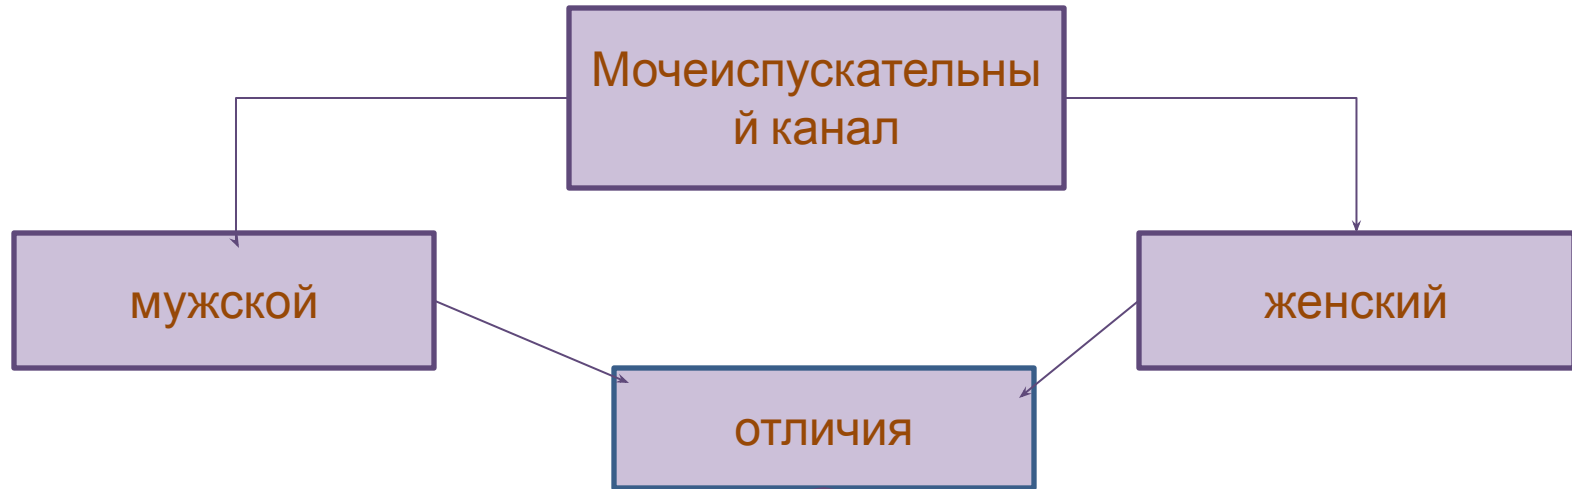 Мочеиспускательны
й канал
мужской
женский
отличия